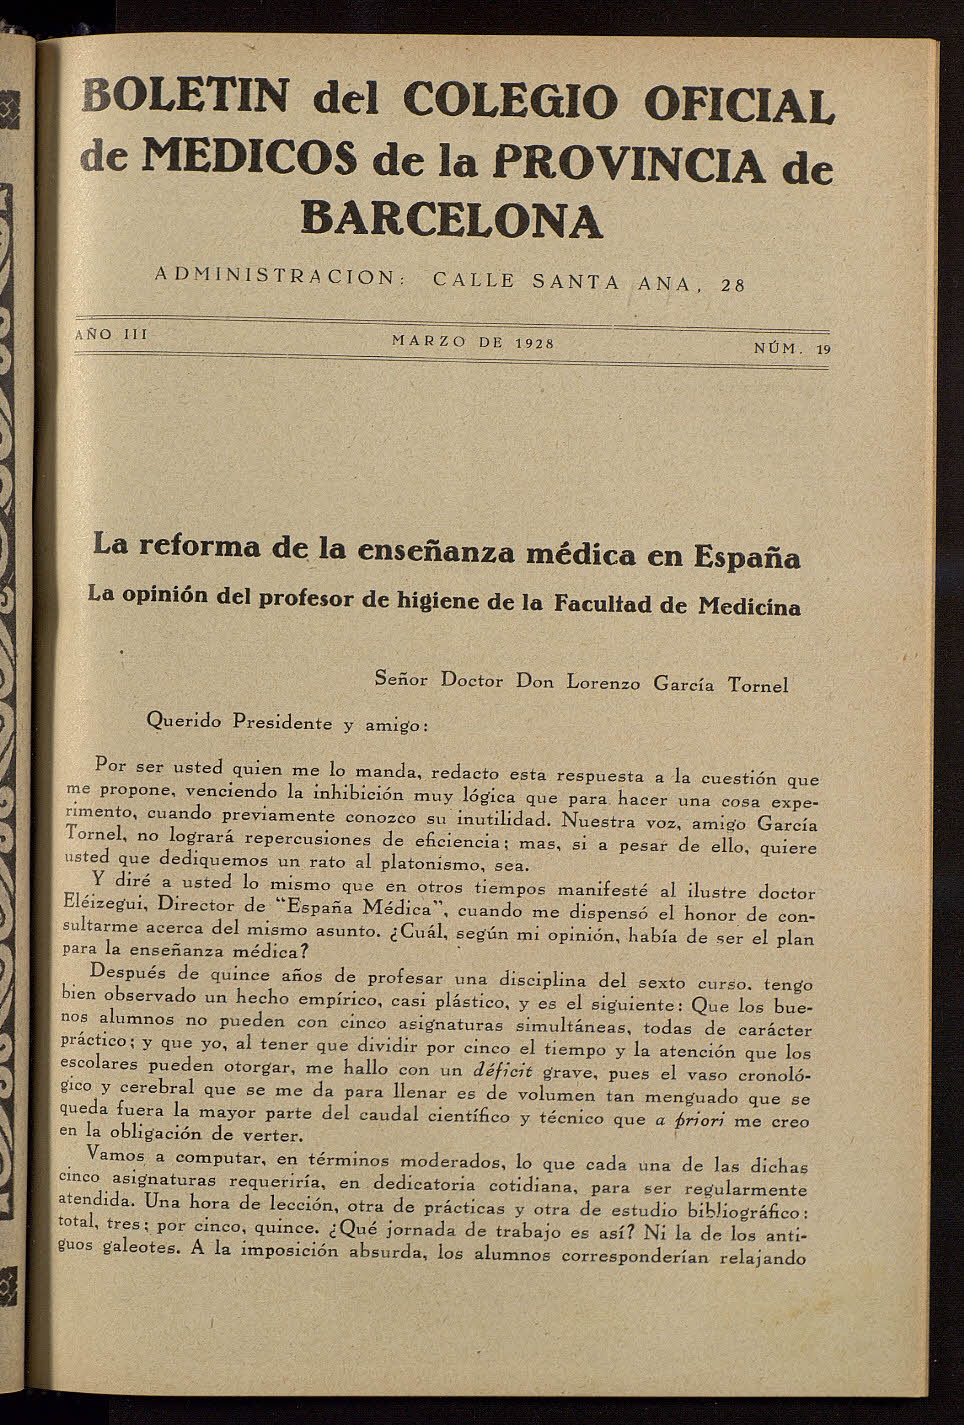 BOLETIN del COLEGIO OFICIAL
de MEDICOS de la PROVINCIA de
BARCELONA
ADMINISTRACION: CALLE SANTA ANA, 28
AÑO III MARZO DE 1928 NÚM. 19
La reforma de la enseñanza médica en España
La opinión del profesor de higiene de la Facultad de Medicina
Señor Doctor Don Lorenzo García Tornel
Querido Presidente y amigo:
Por ser usted quien me lo manda, redacto esta respuesta a la cuestión que
me propone, venciendo la inhibición muy lógica que para hacer una cosa expe-
rimento, cuando previamente conozco su inutilidad. Nuestra voz, amigo García
Tornel, no logrará repercusiones de eficiencia; mas, si a pesar de ello, quiere
usted que dediquemos un rato al platonismo, sea.
Y diré a usted lo mismo que en otros tiempos manifesté al ilustre doctor
Eléizegui, Director de "España Médica", cuando me dispensó el honor de con-
sultarme acerca del mismo asunto. ¿Cuál, según mi opinión, había de ser el plan
para la enseñanza médica?
Después de quince años de profesar una disciplina del sexto curso, tengo
bien observado un hecho empírico, casi plástico, y es el siguiente: Que los bue-
nos alumnos no pueden con cinco asignaturas simultáneas, todas de carácter
práctico; y que yo, al tener que dividir por cinco el tiempo y la atención que los
escolares pueden otorgar, me hallo con un déficit grave, pues el vaso cronoló-
gico y cerebral que se me da para llenar es de volumen tan menguado que se
queda fuera la mayor parte del caudal científico y técnico que a priori me creo
en la obligación de verter.
Vamos a computar, en términos moderados, lo que cada una de las dichas
cinco asignaturas requeriría, en dedicatoria cotidiana, para ser regularmente
atendida. Una hora de lección, otra de prácticas y otra de estudio bibliográfico:
total, tres; por cinco, quince. ¿Qué jornada de trabajo es así? Ni la de los anti-
guos galeotes. A la imposición absurda, los alumnos corresponderían relajando